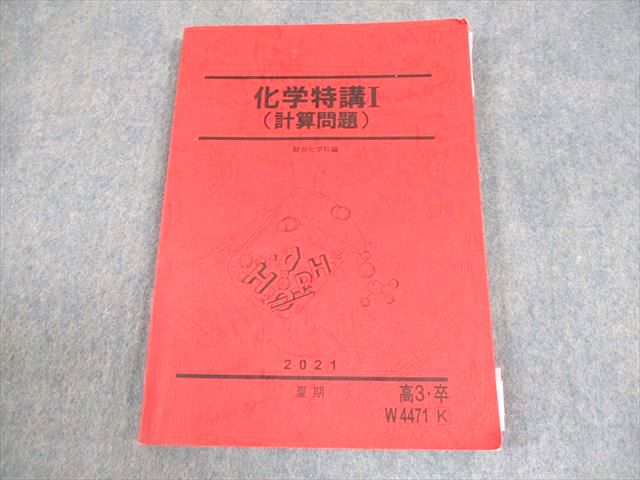 化学特講I
(計算問題)
駿台化学科編
2021
夏期
高3・卒
W4471 K